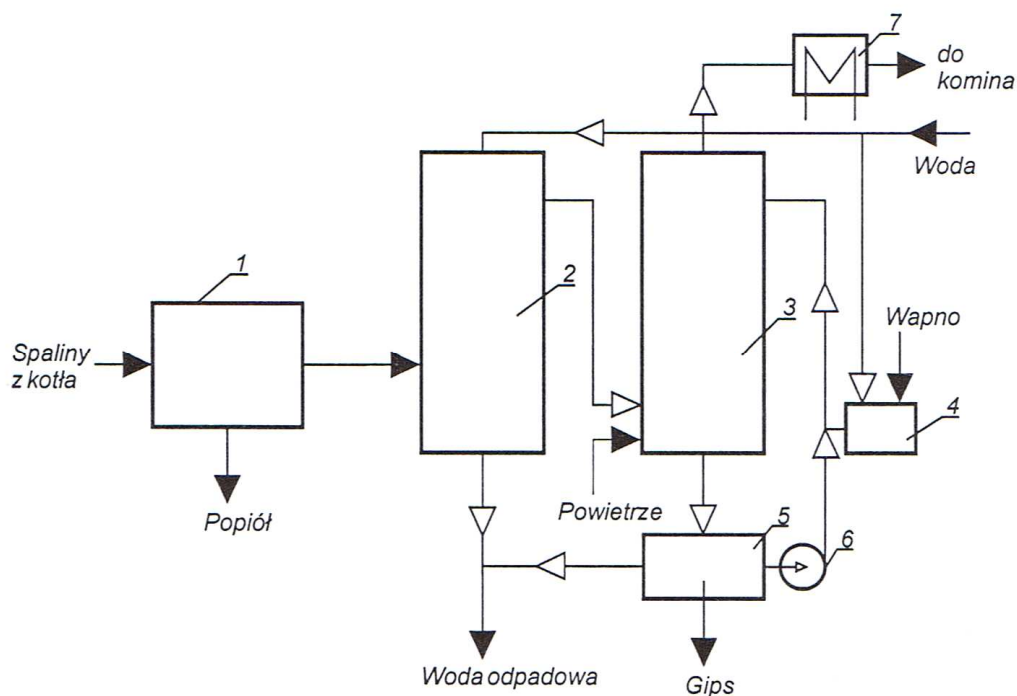 7
do
komina
Woda
1
2
3
Wapno
Spaliny
z kotła
4
Popiół
Powietrze
5
6
Woda odpadowa
Gips